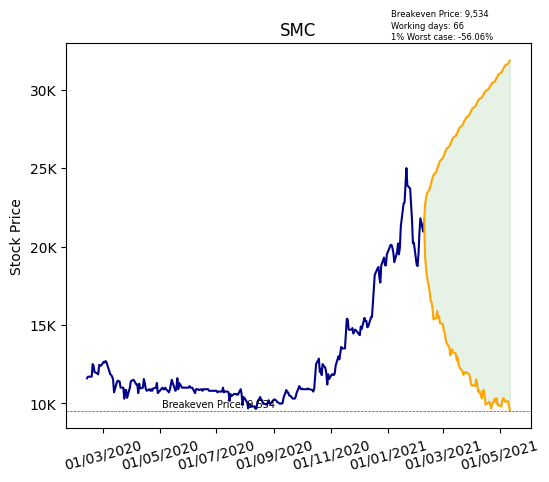 Breakeven Price: 9,534
Working days: 66
1% Worst case: -56.06%
SMC
Stock Price
30K
25K
20K
15K
10K
Breakeven Price: 9,534
01/03/2020 01/05/2020 01/07/2020 01/09/2020 01/11/2020 01/01/2021 01/03/2021 01/05/2021